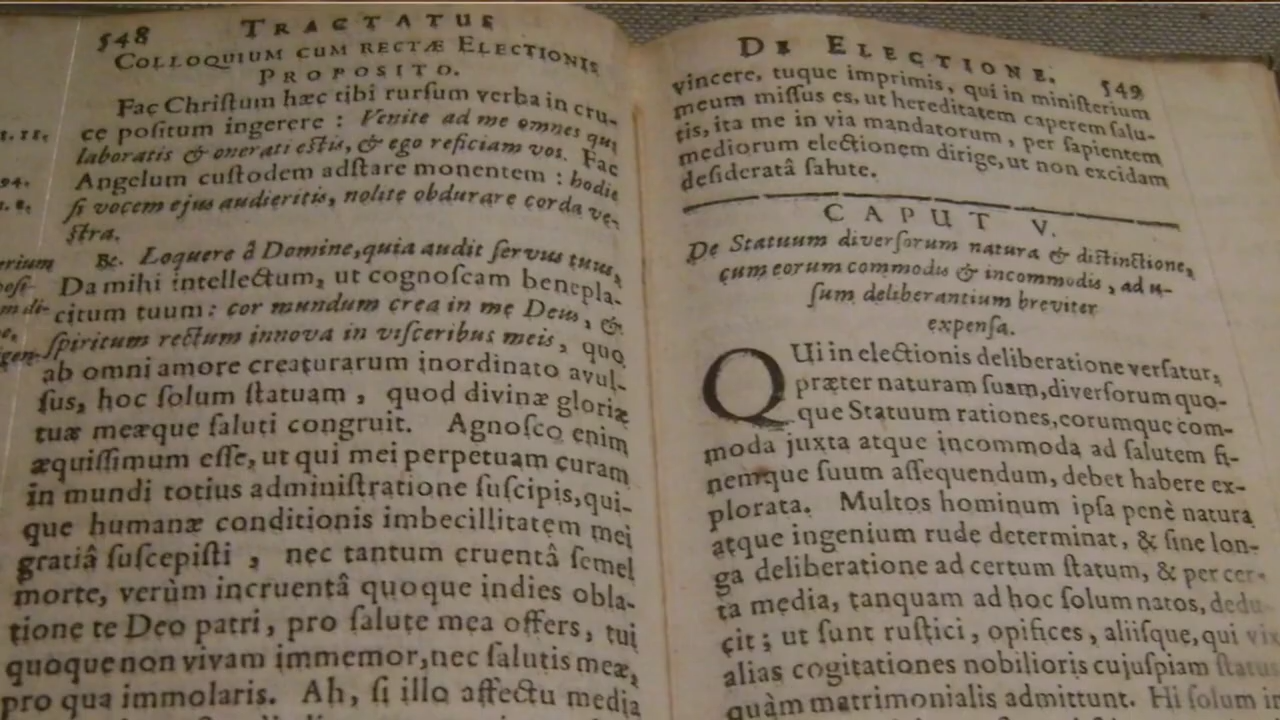 548
TRACTATUS
COLLOQUIUM CUM RECTÆ ELECTIONIS
PROPOSITO.
Fac Chriſtum hæc tibi rurſum verba in cru-
ce poſitum ingerere : Venite ad me omnes qui
laboratis & onerati eſtis, & ego reficiam vos. Fac
Angelum cuſtodem adſtare monentem : hodie
ſi vocem ejus audieritis, nolite obdurare corda ve-
ſtra.
&. Loquere ô Domine, quia audit ſervus tuus,
Da mihi intellectum, ut cognoſcam benepla-
citum tuum : cor mundum crea in me Deus, &
ſpiritum rectum innova in viſceribus meis, quo
ab omni amore creaturarum inordinato avul-
ſus, hoc ſolum ſtatuam, quod divinæ gloriæ
tuæ meæque ſaluti congruit. Agnoſco enim
æquiſſimum eſſe, ut qui mei perpetuam curam
in mundi totius adminiſtratione ſuſcipis, qui-
que humanæ conditionis imbecillitatem mei
gratiâ ſuſcepiſti, nec tantum cruentâ ſemel
morte, verùm incruentâ quoque indies obla-
tione te Deo patri, pro ſalute mea offers, tui
quoque non vivam immemor, nec ſalutis meæ,
pro qua immolaris. Ah, ſi illo affectu media
1. 11.
94.
1. 8.
erium
poſt-
m di-
o,
igen-
DE ELECTIONE. 549
vincere, tuque imprimis, qui in miniſterium
meum miſſus es, ut hereditatem caperem ſalu-
tis, ita me in via mandatorum, per ſapientem
mediorum electionem dirige, ut non excidam
deſideratâ ſalute.
CAPUT V.
De Statuum diverſorum natura & diſtinctione,
cum eorum commodis & incommodis, ad u-
ſum deliberantium breviter
expenſa.
QUi in electionis deliberatione verſatur,
præter naturam ſuam, diverſorum quo-
que Statuum rationes, eorumque com-
moda juxta atque incommoda ad ſalutem fi-
nemque ſuum aſſequendum, debet habere ex-
plorata. Multos hominum ipſa penè natura
atque ingenium rude determinat, & ſine lon-
ga deliberatione ad certum ſtatum, & per cer-
ta media, tanquam ad hoc ſolum natos, dedu-
cit ; ut ſunt ruſtici, opifices, aliiſque, qui vix
alias cogitationes nobilioris cujuſpiam ſtatus
quàm matrimonialis admittunt. Hi ſolum in